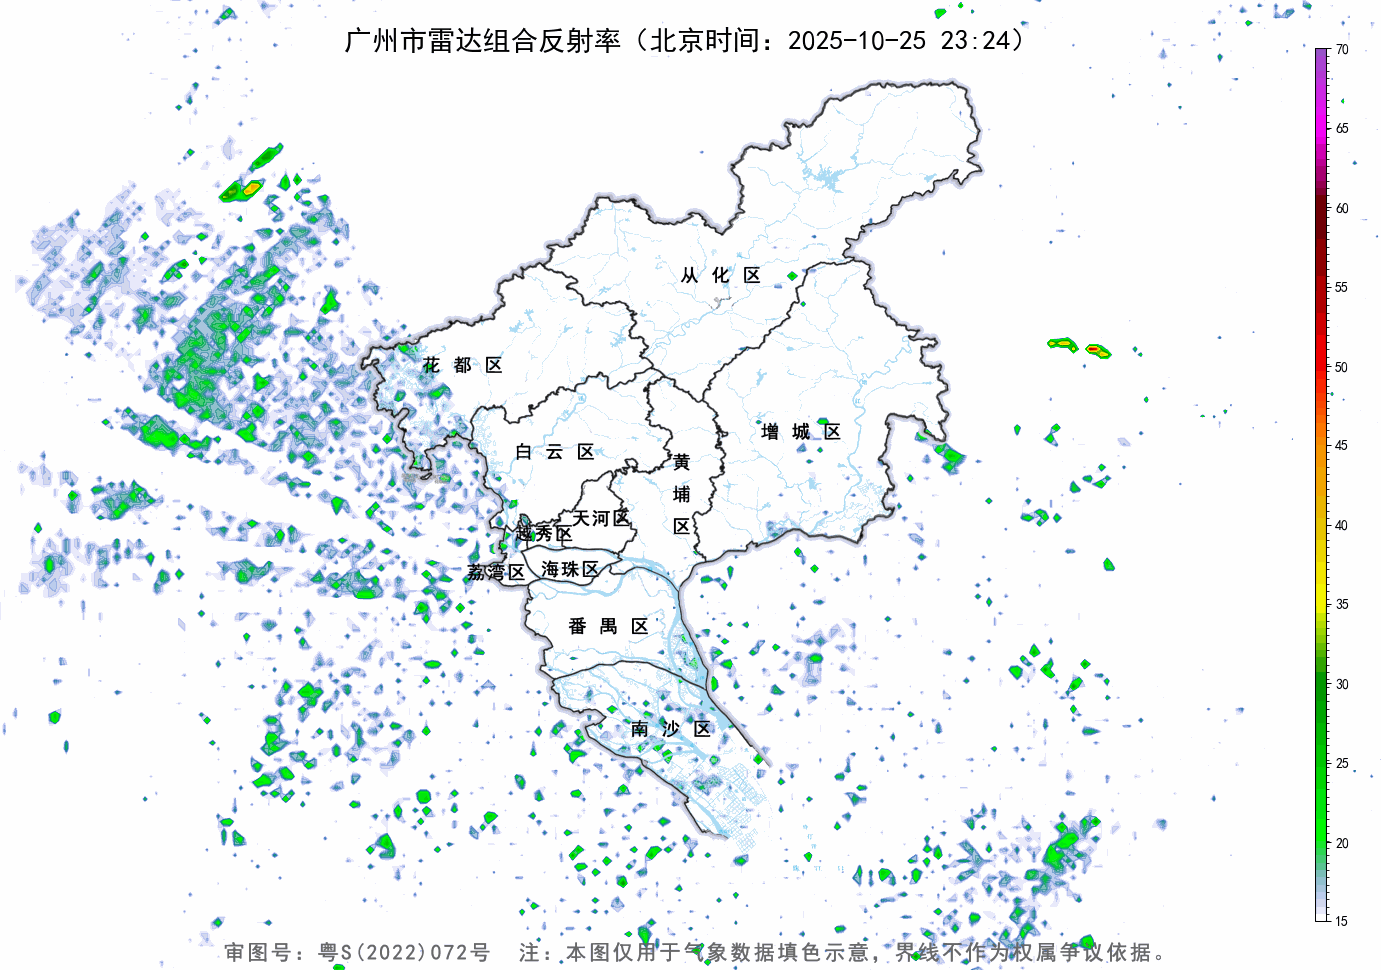 广州市雷达组合反射率（北京时间：2025-10-25 23:24）
70
65
60
55
50
45
40
35
30
25
20
15
从化区
花都区
增城区
白云区
黄埔区
天河区
越秀区
荔湾区
海珠区
番禺区
南沙区
审图号：粤S(2022)072号 注：本图仅用于气象数据填色示意，界线不作为权属争议依据。